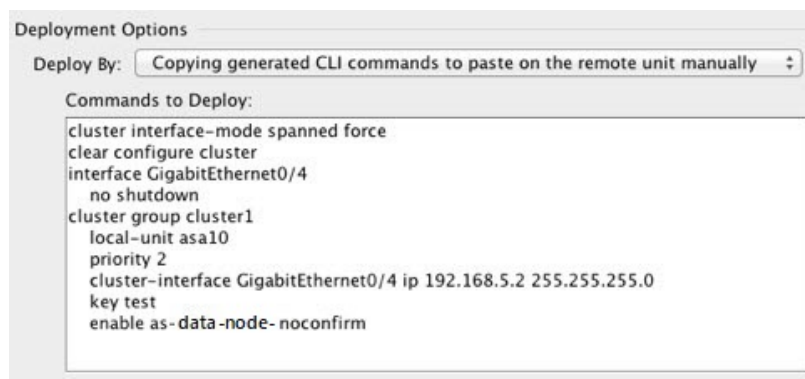 Deployment Options
Deploy By: Copying generated CLI commands to paste on the remote unit manually
Commands to Deploy:
cluster interface-mode spanned force
clear configure cluster
interface GigabitEthernet0/4
no shutdown
cluster group cluster1
local-unit asa10
priority 2
cluster-interface GigabitEthernet0/4 ip 192.168.5.2 255.255.255.0
key test
enable as-data-node-noconfirm